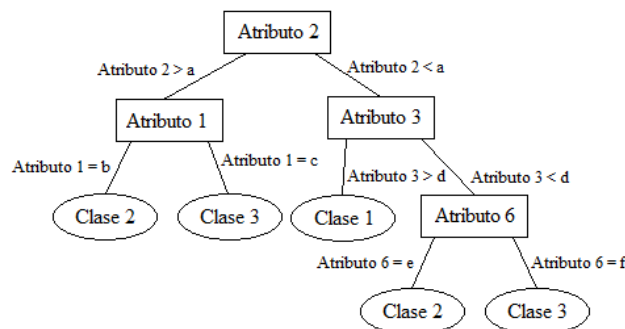 Atributo 2
Atributo 2 > a
Atributo 2 < a
Atributo 1
Atributo 3
Atributo 1 = b
Atributo 1 = c
Atributo 3 > d
Atributo 3 < d
Clase 2
Clase 3
Clase 1
Atributo 6
Atributo 6 = e
Atributo 6 = f
Clase 2
Clase 3